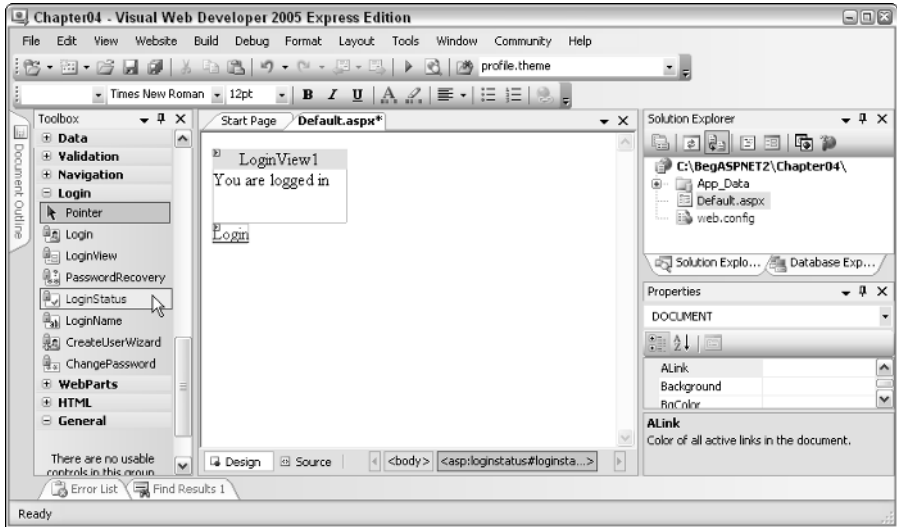 Chapter04 - Visual Web Developer 2005 Express Edition
File Edit View Website Build Debug Format Layout Tools Window Community Help
profile.theme
Times New Roman 12pt B I U A
Document Outline
Toolbox
Data
Validation
Navigation
Login
Pointer
Login
LoginView
PasswordRecovery
LoginStatus
LoginName
CreateUserWizard
ChangePassword
WebParts
HTML
General
There are no usable
controls in this group
Start Page Default.aspx*
LoginView1
You are logged in
Login
Design Source <body> <asp:loginstatus#loginsta...>
Solution Explorer
C:\BegASPNET2\Chapter04\
App_Data
Default.aspx
web.config
Solution Explo... Database Exp...
Properties
DOCUMENT
ALink
Background
BgColor
ALink
Color of all active links in the document.
Error List Find Results 1
Ready